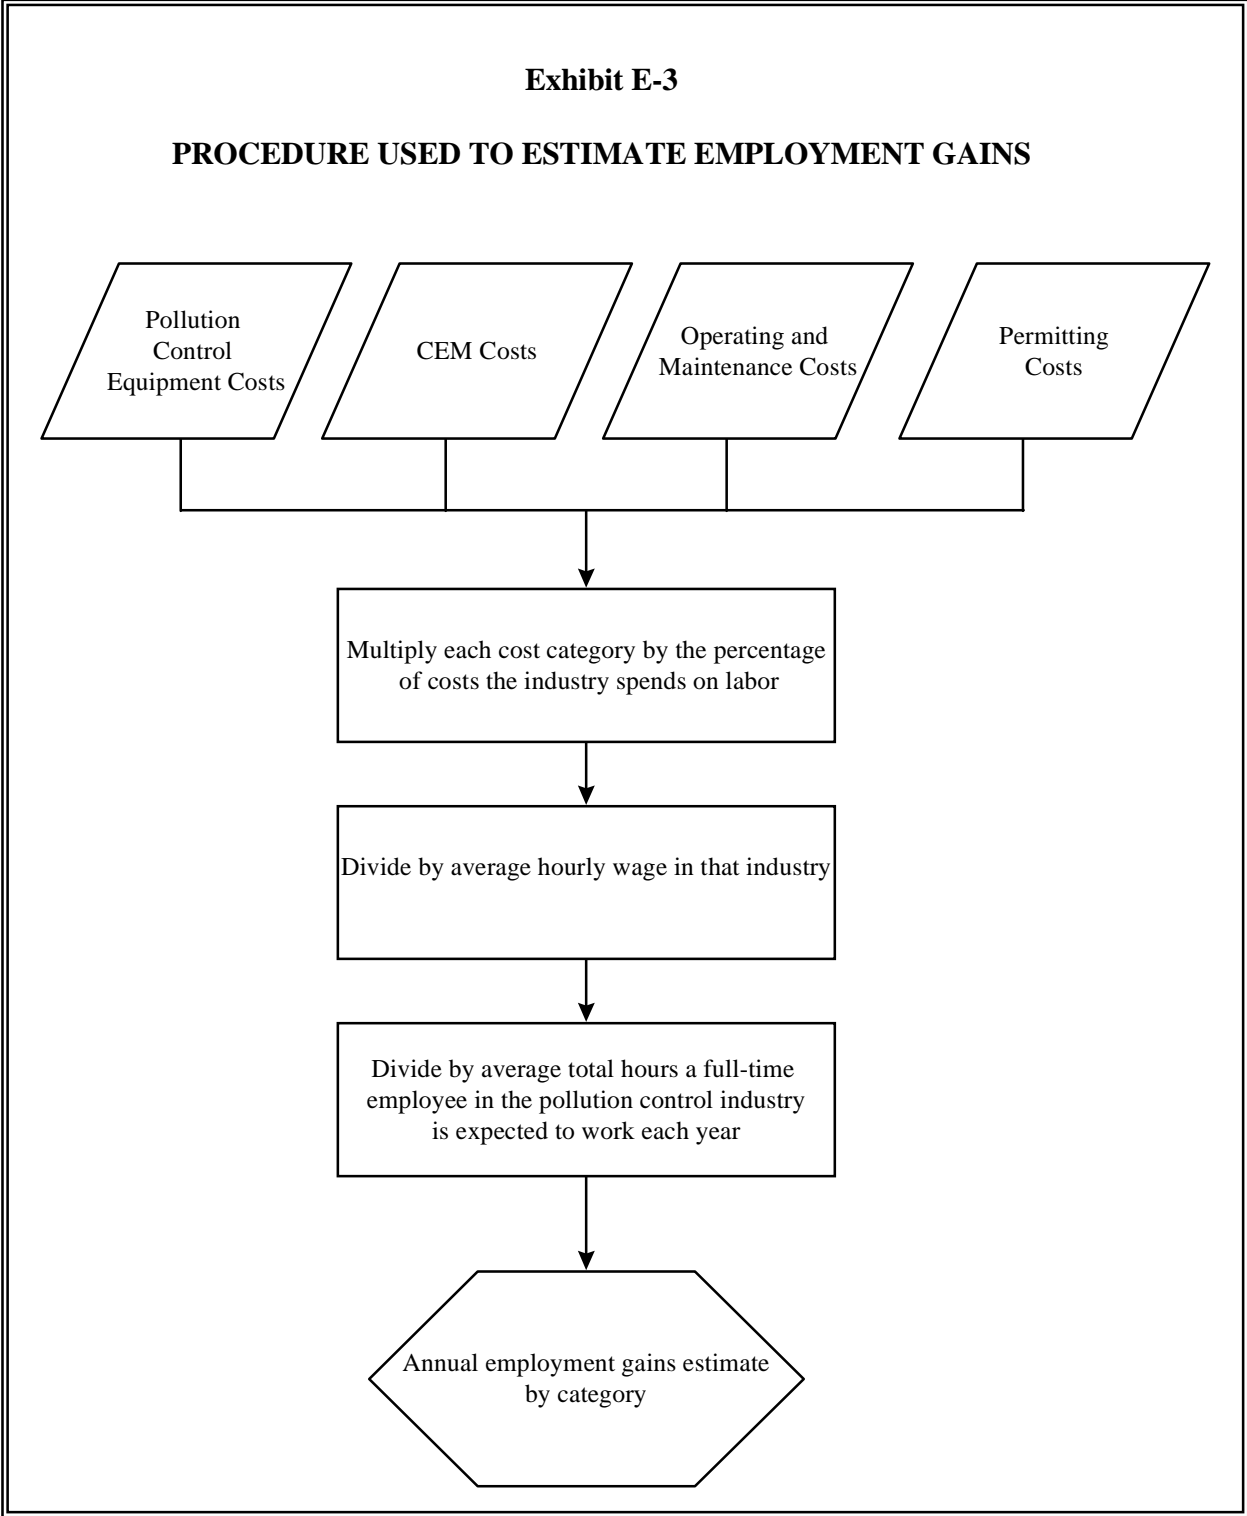 Exhibit E-3
PROCEDURE USED TO ESTIMATE EMPLOYMENT GAINS
Pollution
Control
Equipment Costs
CEM Costs
Operating and
Maintenance Costs
Permitting
Costs
Multiply each cost category by the percentage
of costs the industry spends on labor
Divide by average hourly wage in that industry
Divide by average total hours a full-time
employee in the pollution control industry
is expected to work each year
Annual employment gains estimate
by category